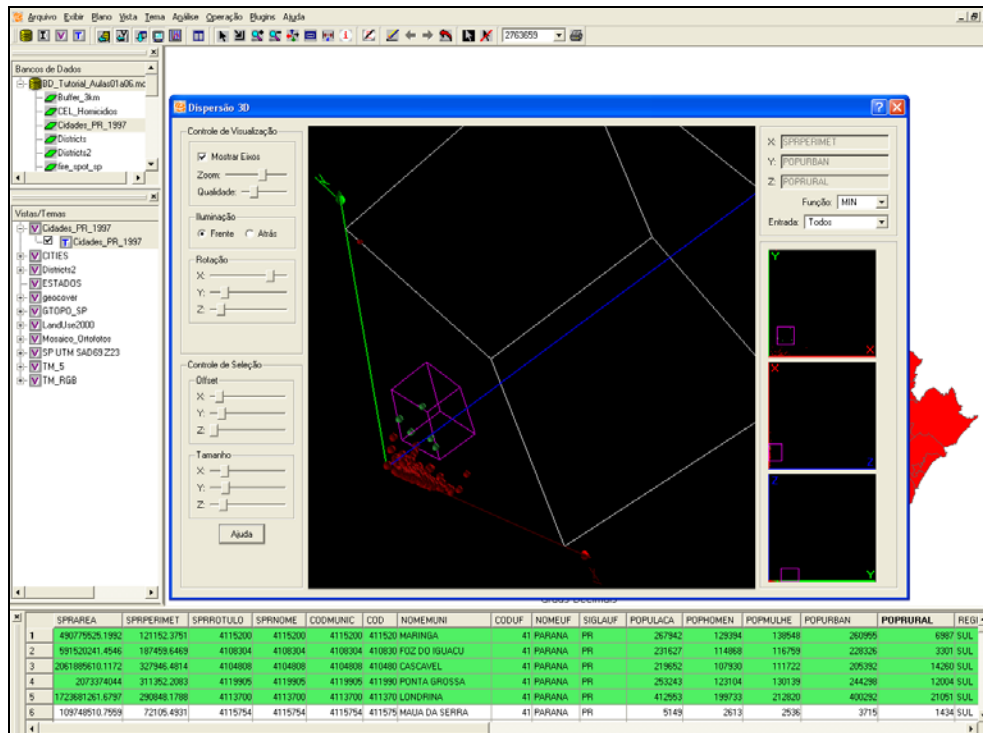 Arquivo Exibir Plano Vista Tema Análise Operação Plugins Ajuda
2763659
Bancos de Dados
BD_Tutorial_Aulas01a06.mc
Buffer_3km
CEL_Homicidios
Cidades_PR_1997
Districts
Districts2
fire_spot_sp
Vistas/Temas
Cidades_PR_1997
Cidades_PR_1997
CITIES
Districts2
ESTADOS
geocover
GTOPO_SP
LandUse2000
Mosaico_Ortofotos
SP UTM SAD69 Z23
TM_5
TM_RGB
Dispersão 3D
Controle de Visualização
Mostrar Eixos
Zoom:
Qualidade:
Iluminação
Frente Atrás
Rotação
X:
Y:
Z:
Controle de Seleção
Offset
X:
Y:
Z:
Tamanho
X:
Y:
Z:
Ajuda
X: SPRPERIMET
Y: POPURBAN
Z: POPRURAL
Função: MIN
Entrada: Todos
Y
X
X
Z
Z
Y
Graus Decimais
SPRAREA SPRPERIMET SPRROTULO SPRNOME CODMUNIC COD NOMEMUNI CODUF NOMEUF SIGLAUF POPULACA POPHOMEN POPMULHE POPURBAN POPRURAL REGI
1 490775525.1992 121152.3751 4115200 4115200 4115200 411520 MARINGA 41 PARANA PR 267942 129394 138548 260955 6987 SUL
2 591520241.4546 187459.6469 4108304 4108304 4108304 410830 FOZ DO IGUACU 41 PARANA PR 231627 114868 116759 228326 3301 SUL
3 2061885610.1172 327946.4814 4104808 4104808 4104808 410480 CASCAVEL 41 PARANA PR 219652 107930 111722 205392 14260 SUL
4 2073374044 311352.2083 4119905 4119905 4119905 411990 PONTA GROSSA 41 PARANA PR 253243 123104 130139 244298 12004 SUL
5 1723681261.6797 290848.1788 4113700 4113700 4113700 411370 LONDRINA 41 PARANA PR 412553 199733 212820 400292 21051 SUL
6 109748510.7559 72105.4931 4115754 4115754 4115754 411575 MAUA DA SERRA 41 PARANA PR 5149 2613 2536 3715 1434 SUL